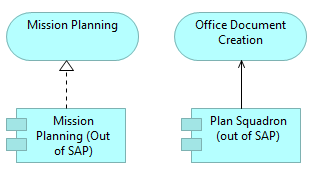 Mission Planning
Office Document
Creation
Mission
Planning (Out
of SAP)
Plan Squadron
(out of SAP)